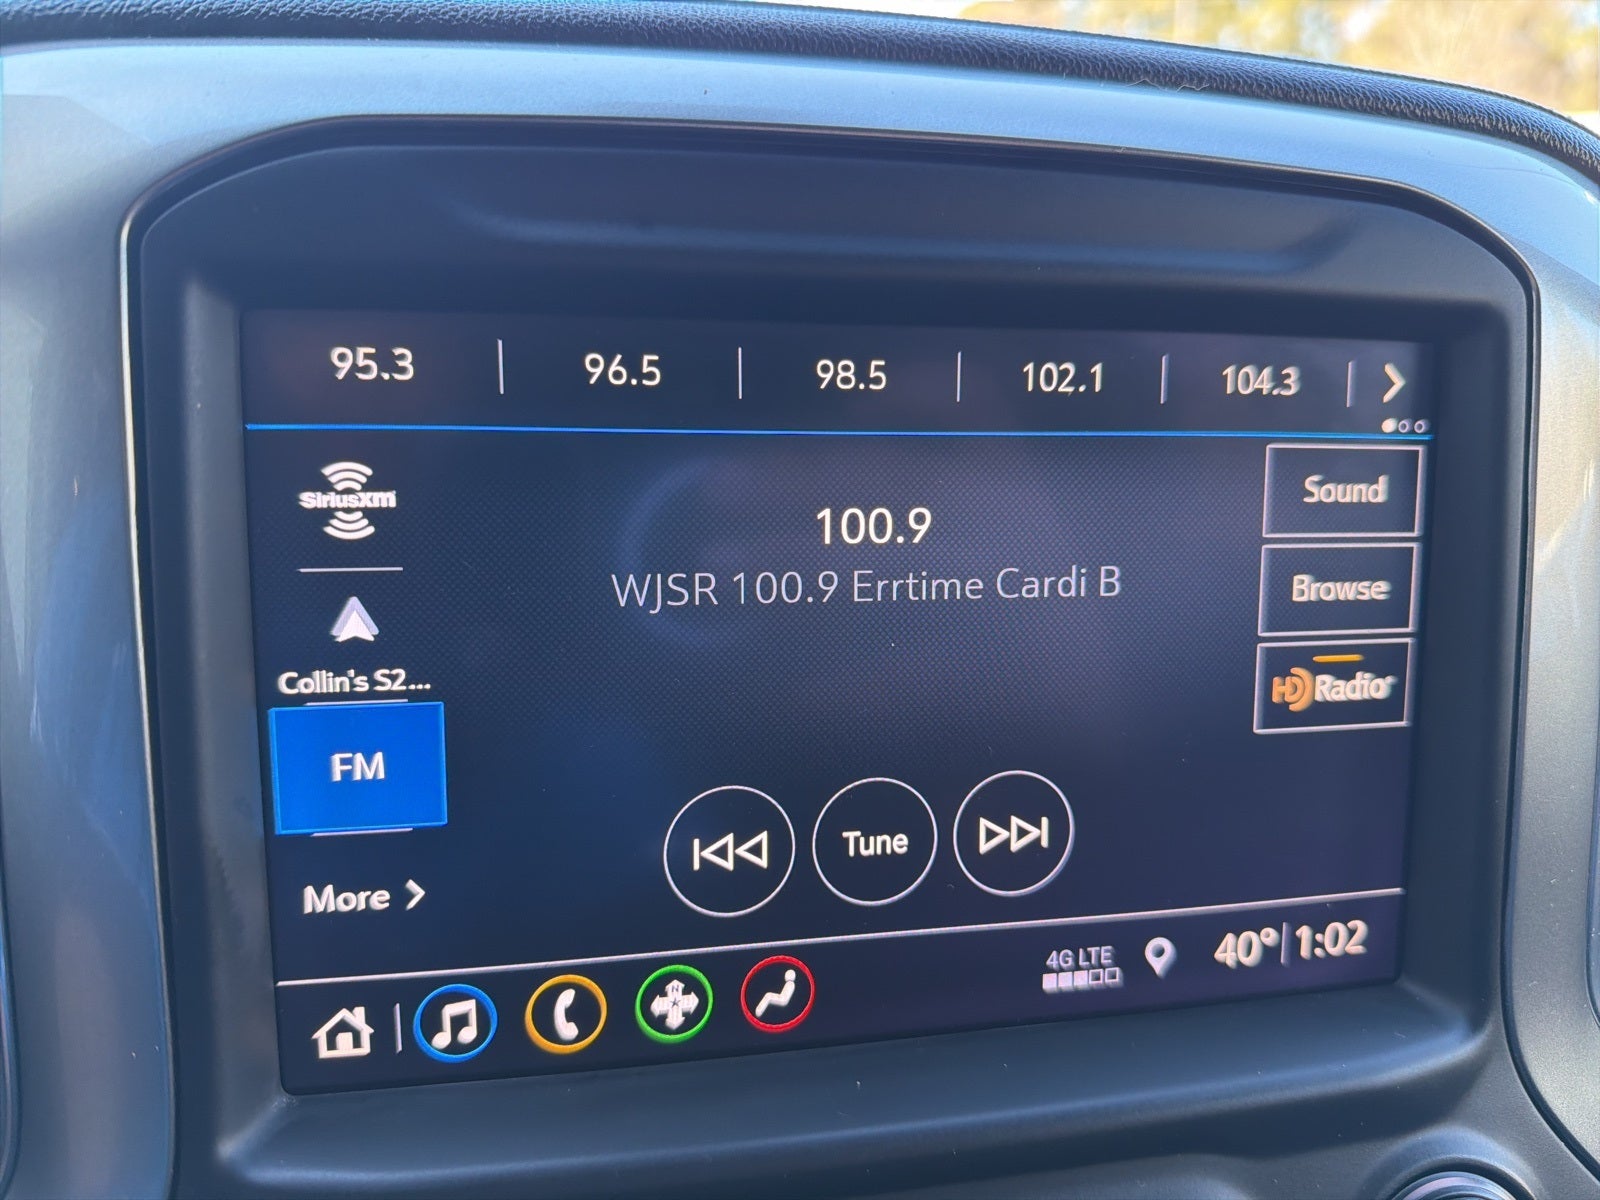 95.3 96.5 98.5 102.1 104.3
SiriusXM
100.9
Sound
WJSR 100.9 Errtime Cardi B
Browse
Collin's S2...
HD Radio
FM
Tune
More
4G LTE
40° 1:02
N